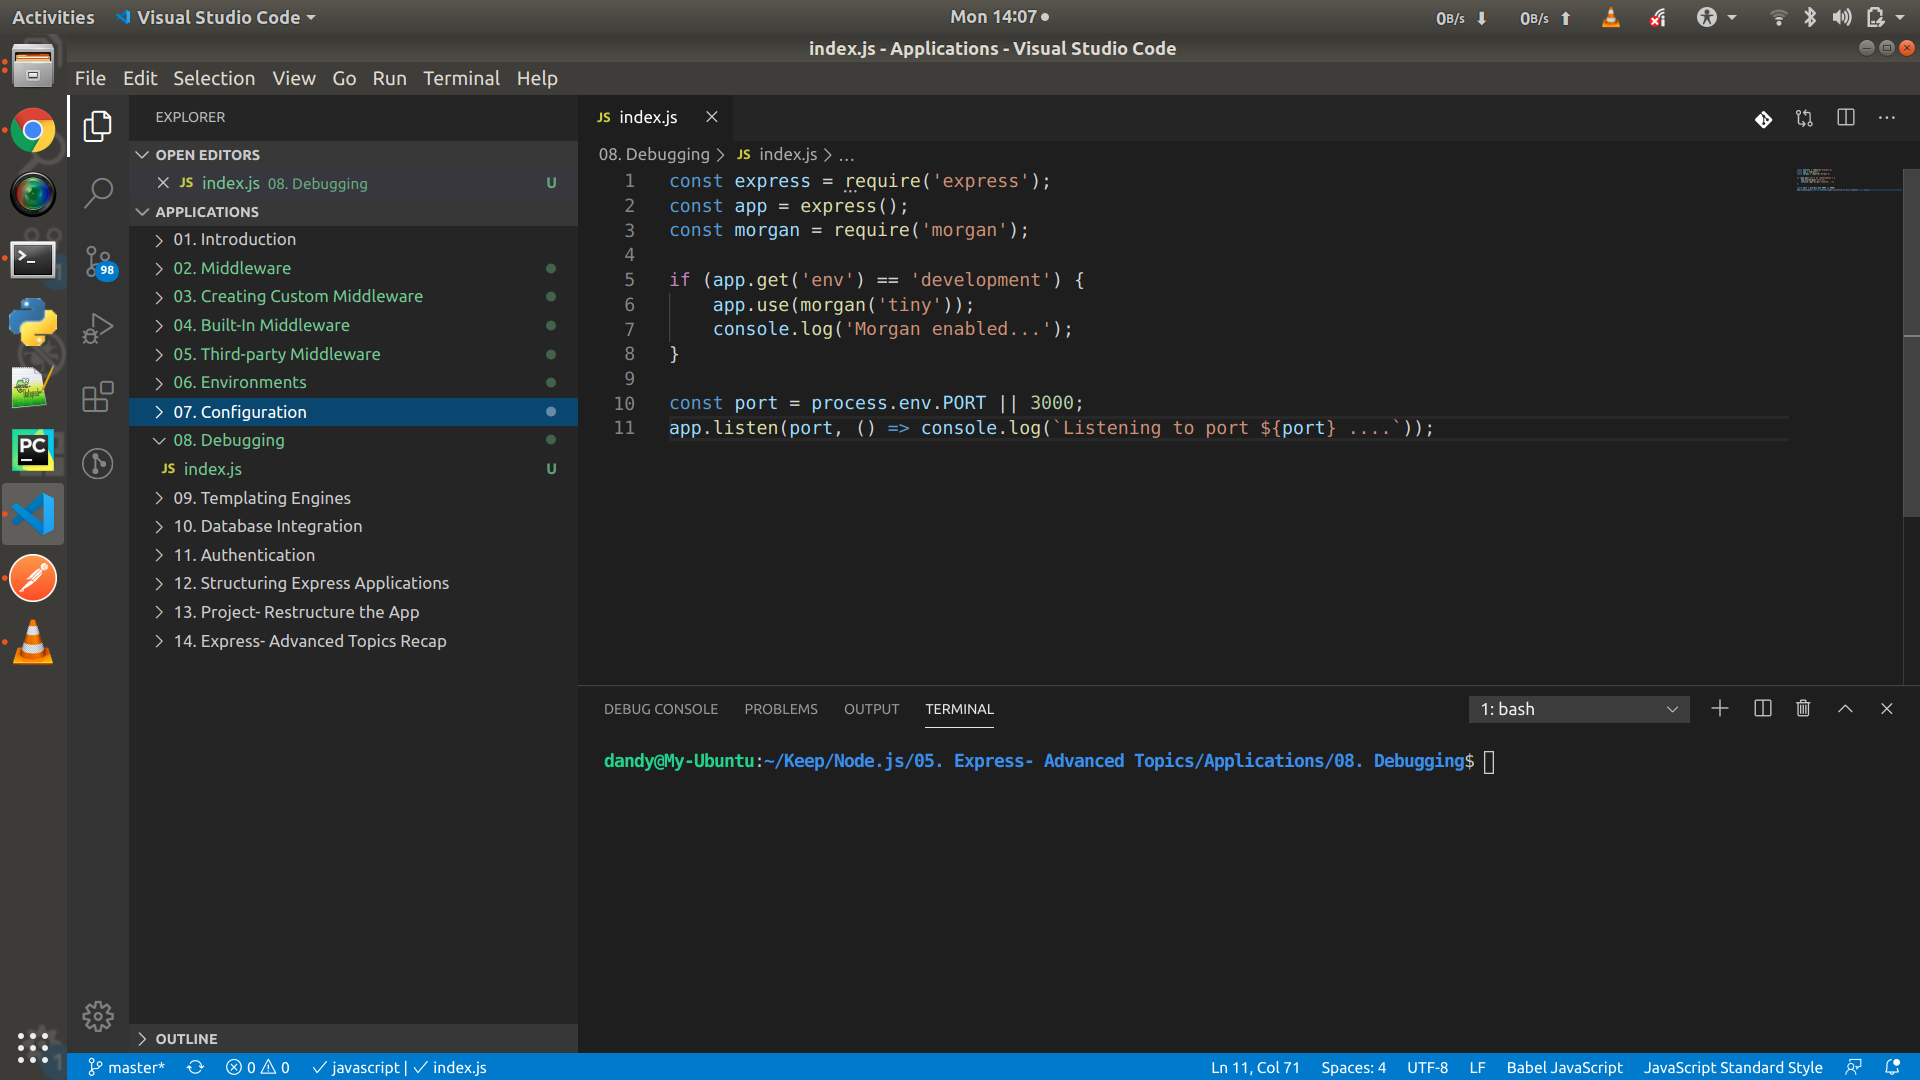 Activities Visual Studio Code Mon 14:07 0B/s 0B/s
index.js - Applications - Visual Studio Code
File Edit Selection View Go Run Terminal Help
EXPLORER
OPEN EDITORS
JS index.js 08. Debugging U
APPLICATIONS
01. Introduction
02. Middleware
03. Creating Custom Middleware
04. Built-In Middleware
05. Third-party Middleware
06. Environments
07. Configuration
08. Debugging
JS index.js U
09. Templating Engines
10. Database Integration
11. Authentication
12. Structuring Express Applications
13. Project- Restructure the App
14. Express- Advanced Topics Recap
OUTLINE
98
PC
JS index.js
08. Debugging > JS index.js > ...
1 const express = require('express');
2 const app = express();
3 const morgan = require('morgan');
4
5 if (app.get('env') == 'development') {
6 app.use(morgan('tiny'));
7 console.log('Morgan enabled...');
8 }
9
10 const port = process.env.PORT || 3000;
11 app.listen(port, () => console.log(`Listening to port ${port} ....`));
DEBUG CONSOLE PROBLEMS OUTPUT TERMINAL 1: bash
dandy@My-Ubuntu:~/Keep/Node.js/05. Express- Advanced Topics/Applications/08. Debugging$
master* 0 0 javascript | index.js Ln 11, Col 71 Spaces: 4 UTF-8 LF Babel JavaScript JavaScript Standard Style